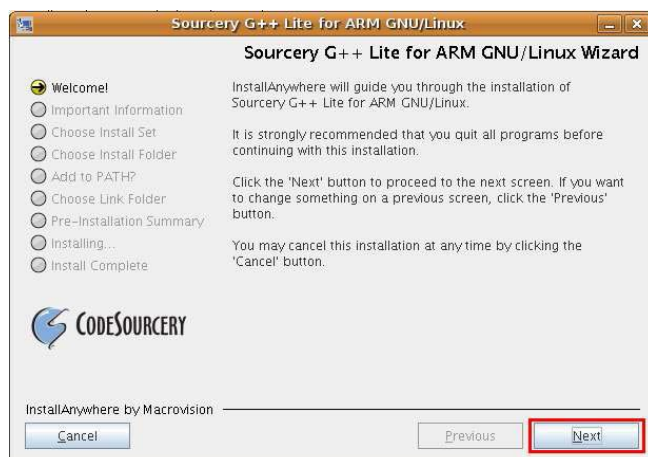 Sourcery G++ Lite for ARM GNU/Linux
Sourcery G++ Lite for ARM GNU/Linux Wizard
Welcome!
Important Information
Choose Install Set
Choose Install Folder
Add to PATH?
Choose Link Folder
Pre-Installation Summary
Installing...
Install Complete
InstallAnywhere will guide you through the installation of
Sourcery G++ Lite for ARM GNU/Linux.
It is strongly recommended that you quit all programs before
continuing with this installation.
Click the 'Next' button to proceed to the next screen. If you want
to change something on a previous screen, click the 'Previous'
button.
You may cancel this installation at any time by clicking the
'Cancel' button.
CODESOURCERY
InstallAnywhere by Macrovision
Cancel
Previous
Next